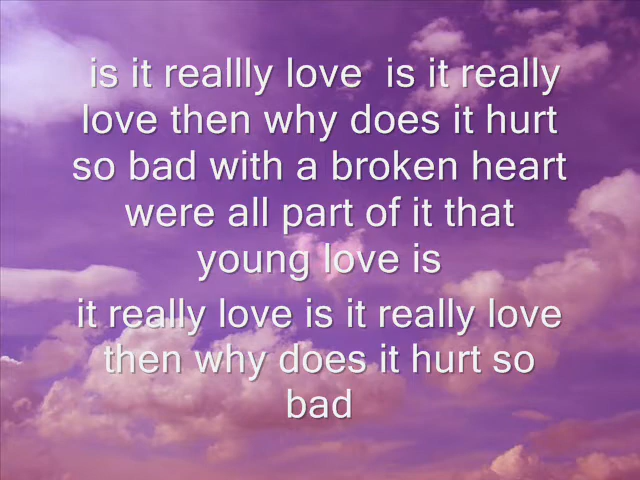 is it reallly love  is it really
love then why does it hurt
so bad with a broken heart
were all part of it that
young love is
it really love is it really love
then why does it hurt so
bad